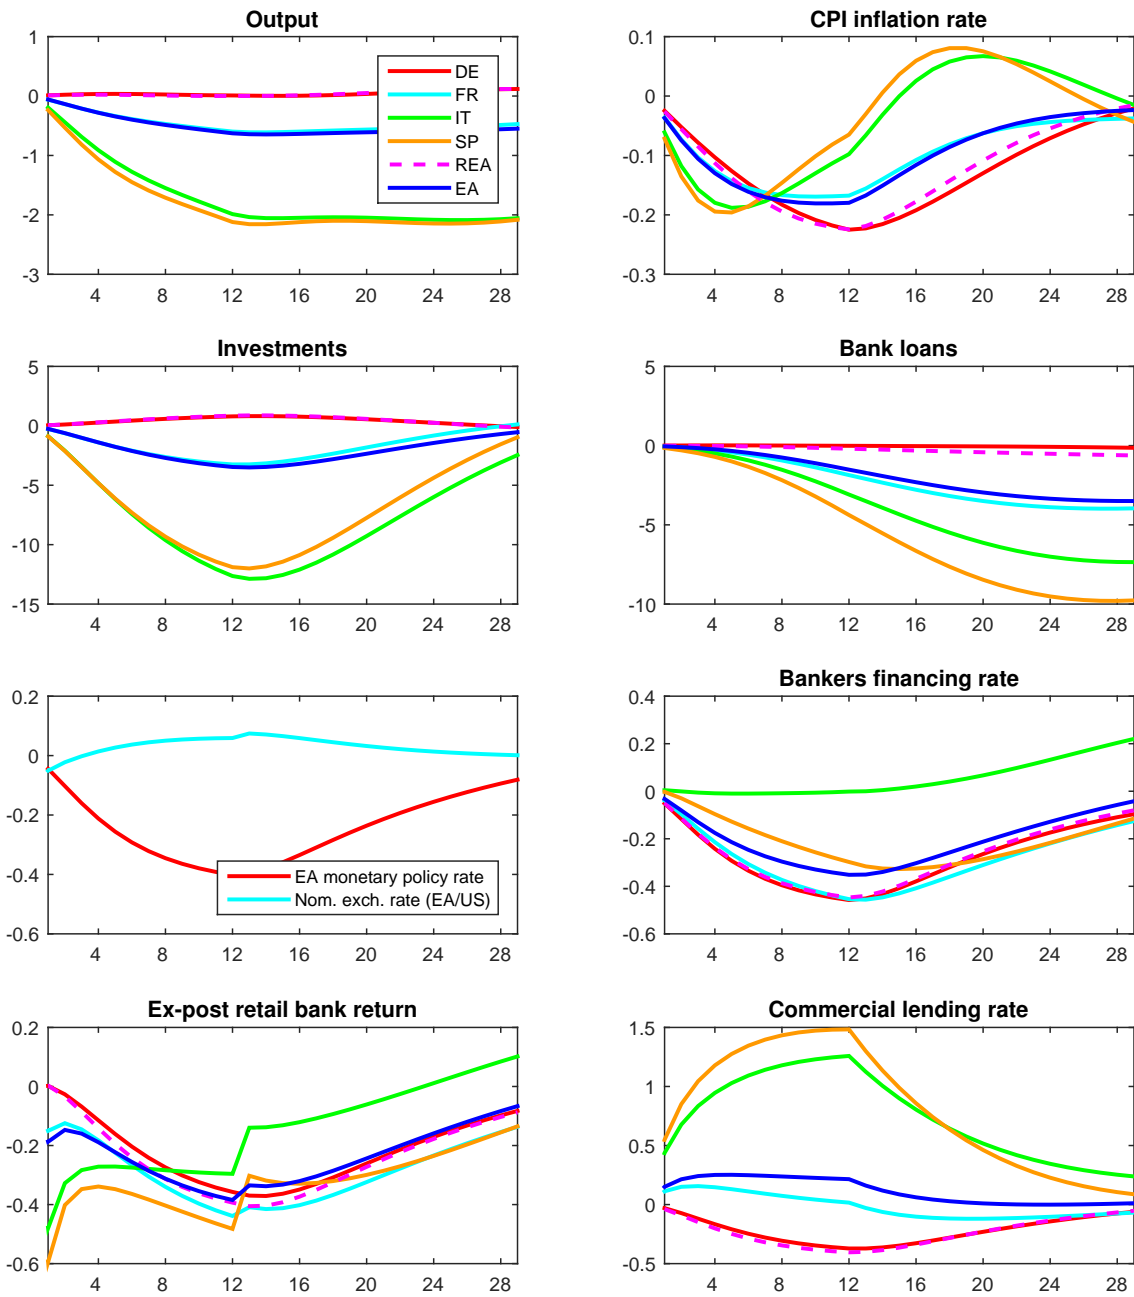 Output
1
0
-1
-2
-3
4 8 12 16 20 24 28
DE
FR
IT
SP
REA
EA
CPI inflation rate
0.1
0
-0.1
-0.2
-0.3
4 8 12 16 20 24 28
Investments
5
0
-5
-10
-15
4 8 12 16 20 24 28
Bank loans
5
0
-5
-10
4 8 12 16 20 24 28
0.2
0
-0.2
-0.4
-0.6
4 8 12 16 20 24 28
EA monetary policy rate
Nom. exch. rate (EA/US)
Bankers financing rate
0.4
0.2
0
-0.2
-0.4
-0.6
4 8 12 16 20 24 28
Ex-post retail bank return
0.2
0
-0.2
-0.4
-0.6
4 8 12 16 20 24 28
Commercial lending rate
1.5
1
0.5
0
-0.5
4 8 12 16 20 24 28